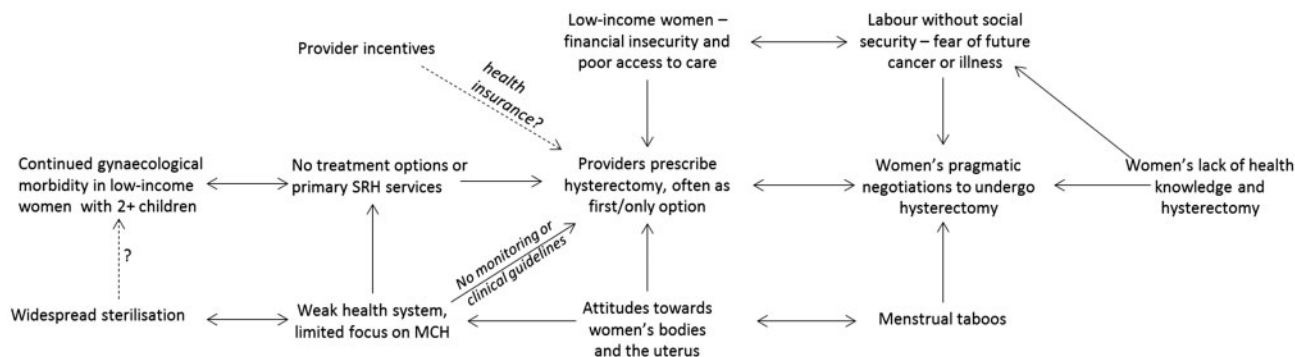 Low-income women –
financial insecurity and
poor access to care
Labour without social
security – fear of future
cancer or illness
Provider incentives
health
insurance?
Continued gynaecological
morbidity in low-income
women with 2+ children
No treatment options or
primary SRH services
Providers prescribe
hysterectomy, often as
first/only option
Women's pragmatic
negotiations to undergo
hysterectomy
Women's lack of health
knowledge and
hysterectomy
?
No monitoring or
clinical guidelines
Widespread sterilisation
Weak health system,
limited focus on MCH
Attitudes towards
women's bodies
and the uterus
Menstrual taboos